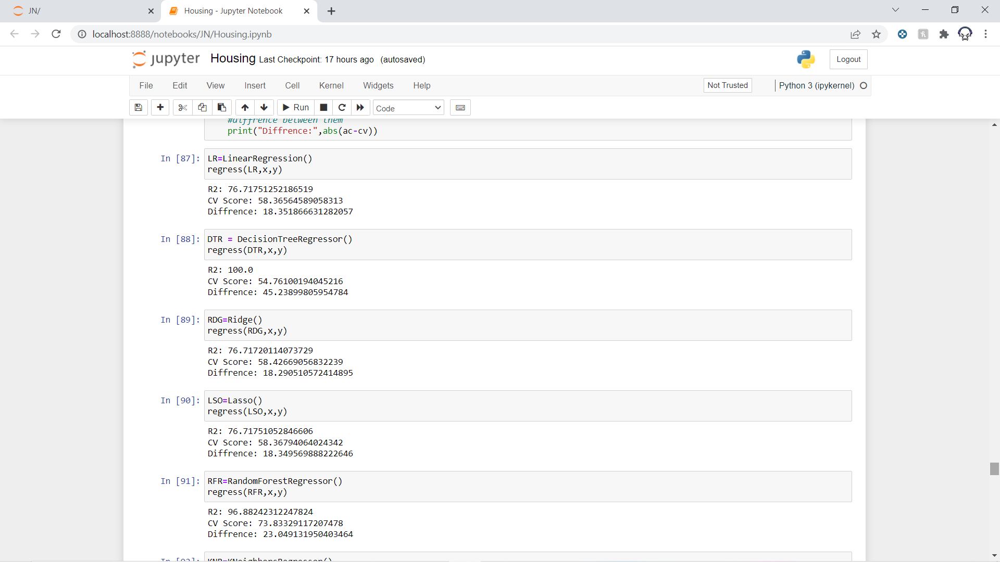 JN/
Housing - Jupyter Notebook
localhost:8888/notebooks/JN/Housing.ipynb
jupyter Housing Last Checkpoint: 17 hours ago (autosaved)
Logout
File Edit View Insert Cell Kernel Widgets Help
Not Trusted
Python 3 (ipykernel)
Run
Code
#diffrence between them
print("Diffrence:",abs(ac-cv))
In [87]: LR=LinearRegression()
regress(LR,x,y)
R2: 76.71751252186519
CV Score: 58.36564589058313
Diffrence: 18.351866631282057
In [88]: DTR = DecisionTreeRegressor()
regress(DTR,x,y)
R2: 100.0
CV Score: 54.76100194045216
Diffrence: 45.23899805954784
In [89]: RDG=Ridge()
regress(RDG,x,y)
R2: 76.71720114073729
CV Score: 58.42669056832239
Diffrence: 18.290510572414895
In [90]: LSO=Lasso()
regress(LSO,x,y)
R2: 76.71751052846606
CV Score: 58.36794064024342
Diffrence: 18.349569888222646
In [91]: RFR=RandomForestRegressor()
regress(RFR,x,y)
R2: 96.88242312247824
CV Score: 73.83329117207478
Diffrence: 23.049131950403464
In [92]: KNR=KNeighborsRegressor()